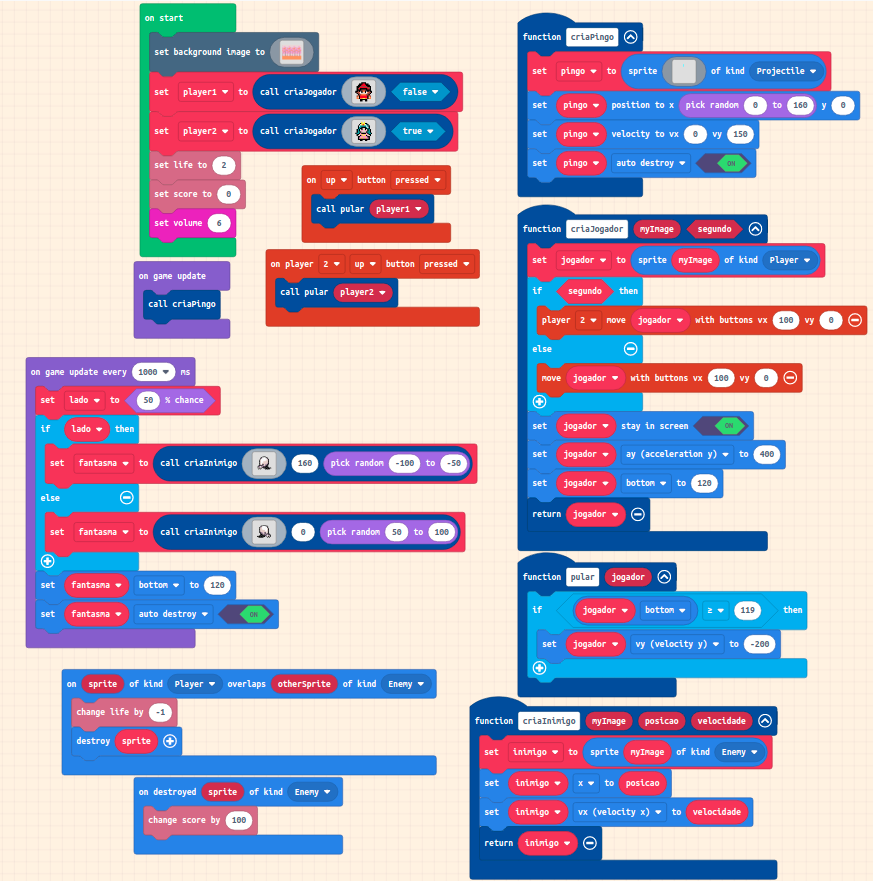 on start
set background image to
set player1 to call criaJogador false
set player2 to call criaJogador true
set life to 2
set score to 0
set volume 6
on up button pressed
call pular player1
on player 2 up button pressed
call pular player2
on game update
call criaPingo
on game update every 1000 ms
set lado to 50 % chance
if lado then
set fantasma to call criaInimigo 160 pick random -100 to -50
else
set fantasma to call criaInimigo 0 pick random 50 to 100
set fantasma bottom to 120
set fantasma auto destroy ON
on sprite of kind Player overlaps otherSprite of kind Enemy
change life by -1
destroy sprite
on destroyed sprite of kind Enemy
change score by 100
function criaPingo
set pingo to sprite of kind Projectile
set pingo position to x pick random 0 to 160 y 0
set pingo velocity to vx 0 vy 150
set pingo auto destroy ON
function criaJogador myImage segundo
set jogador to sprite myImage of kind Player
if segundo then
player 2 move jogador with buttons vx 100 vy 0
else
move jogador with buttons vx 100 vy 0
set jogador stay in screen ON
set jogador ay (acceleration y) to 400
set jogador bottom to 120
return jogador
function pular jogador
if jogador bottom ≥ 119 then
set jogador vy (velocity y) to -200
function criaInimigo myImage posicao velocidade
set inimigo to sprite myImage of kind Enemy
set inimigo x to posicao
set inimigo vx (velocity x) to velocidade
return inimigo